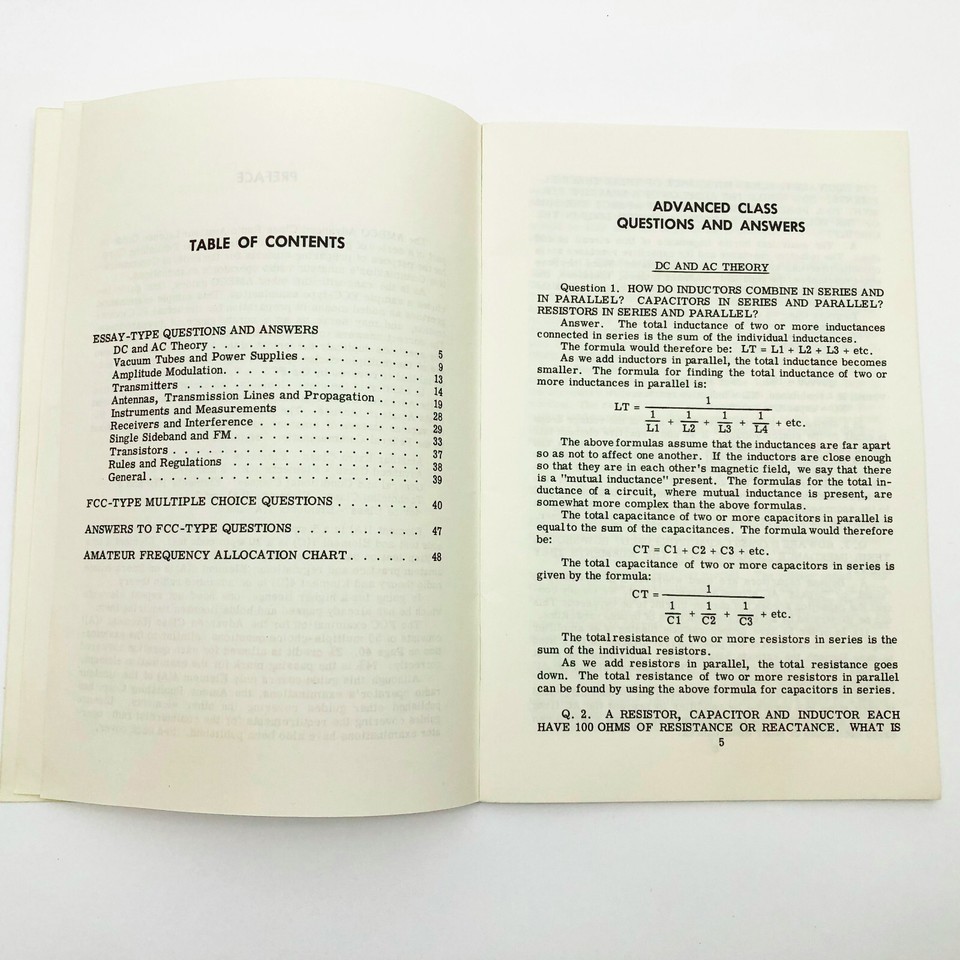 TABLE OF CONTENTS
ESSAY-TYPE QUESTIONS AND ANSWERS
DC and AC Theory . . . . . . . . . . . . . . . . 5
Vacuum Tubes and Power Supplies . . . . . . . . . 9
Amplitude Modulation. . . . . . . . . . . . . . . 13
Transmitters . . . . . . . . . . . . . . . . . . 14
Antennas, Transmission Lines and Propagation . . . . 19
Instruments and Measurements . . . . . . . . . . 28
Receivers and Interference . . . . . . . . . . . . 29
Single Sideband and FM. . . . . . . . . . . . . . 33
Transistors . . . . . . . . . . . . . . . . . . . 37
Rules and Regulations . . . . . . . . . . . . . . 38
General. . . . . . . . . . . . . . . . . . . . . 39
FCC-TYPE MULTIPLE CHOICE QUESTIONS . . . . . . . 40
ANSWERS TO FCC-TYPE QUESTIONS . . . . . . . . . . 47
AMATEUR FREQUENCY ALLOCATION CHART . . . . . . 48
ADVANCED CLASS
QUESTIONS AND ANSWERS
DC AND AC THEORY
Question 1. HOW DO INDUCTORS COMBINE IN SERIES AND
IN PARALLEL? CAPACITORS IN SERIES AND PARALLEL?
RESISTORS IN SERIES AND PARALLEL?
Answer. The total inductance of two or more inductances
connected in series is the sum of the individual inductances.
The formula would therefore be: LT = L1 + L2 + L3 + etc.
As we add inductors in parallel, the total inductance becomes
smaller. The formula for finding the total inductance of two or
more inductances in parallel is:
1
LT =
1 1 1 1
+ + + + etc.
L1 L2 L3 L4
The above formulas assume that the inductances are far apart
so as not to affect one another. If the inductors are close enough
so that they are in each other's magnetic field, we say that there
is a "mutual inductance" present. The formulas for the total in-
ductance of a circuit, where mutual inductance is present, are
somewhat more complex than the above formulas.
The total capacitance of two or more capacitors in parallel is
equal to the sum of the capacitances. The formula would therefore
be:
CT = C1 + C2 + C3 + etc.
The total capacitance of two or more capacitors in series is
given by the formula:
1
CT =
1 1 1
+ + + etc.
C1 C2 C3
The total resistance of two or more resistors in series is the
sum of the individual resistors.
As we add resistors in parallel, the total resistance goes
down. The total resistance of two or more resistors in parallel
can be found by using the above formula for capacitors in series.
Q. 2. A RESISTOR, CAPACITOR AND INDUCTOR EACH
HAVE 100 OHMS OF RESISTANCE OR REACTANCE. WHAT IS
5